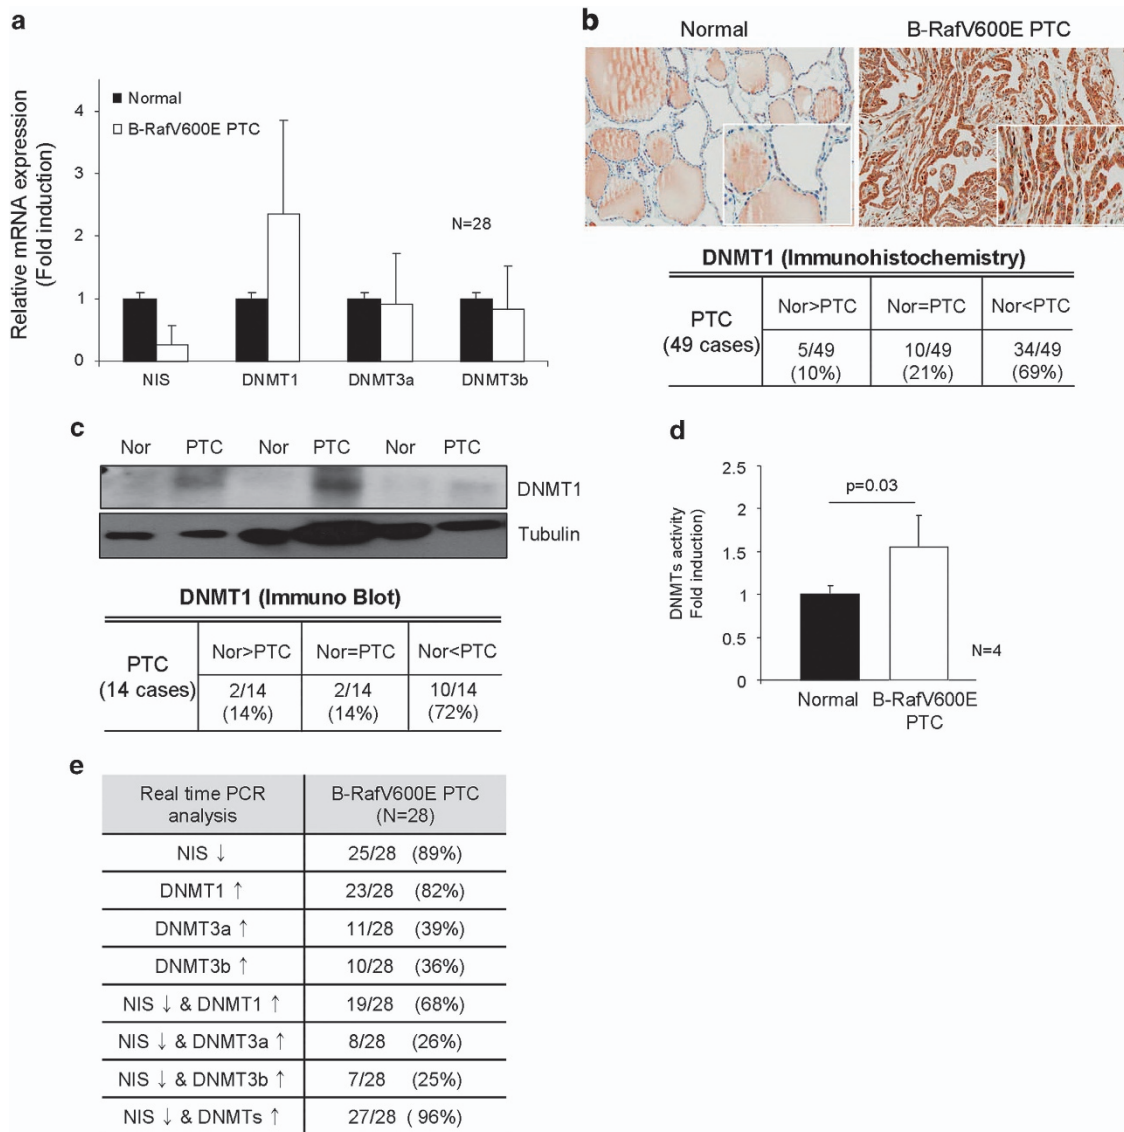 a
Relative mRNA expression
(Fold induction)
4
3
2
1
0
Normal
B-RafV600E PTC
N=28
NIS DNMT1 DNMT3a DNMT3b
b
Normal B-RafV600E PTC
DNMT1 (Immunohistochemistry)
PTC
(49 cases)
Nor>PTC Nor=PTC Nor<PTC
5/49 10/49 34/49
(10%) (21%) (69%)
c
Nor PTC Nor PTC Nor PTC
DNMT1
Tubulin
DNMT1 (Immuno Blot)
PTC
(14 cases)
Nor>PTC Nor=PTC Nor<PTC
2/14 2/14 10/14
(14%) (14%) (72%)
d
DNMTs activity
Fold induction)
2.5
2
1.5
1
0.5
0
p=0.03
N=4
Normal B-RafV600E
PTC
e
Real time PCR
analysis
B-RafV600E PTC
(N=28)
NIS ↓ 25/28 (89%)
DNMT1 ↑ 23/28 (82%)
DNMT3a ↑ 11/28 (39%)
DNMT3b ↑ 10/28 (36%)
NIS ↓ & DNMT1 ↑ 19/28 (68%)
NIS ↓ & DNMT3a ↑ 8/28 (26%)
NIS ↓ & DNMT3b ↑ 7/28 (25%)
NIS ↓ & DNMTs ↑ 27/28 ( 96%)